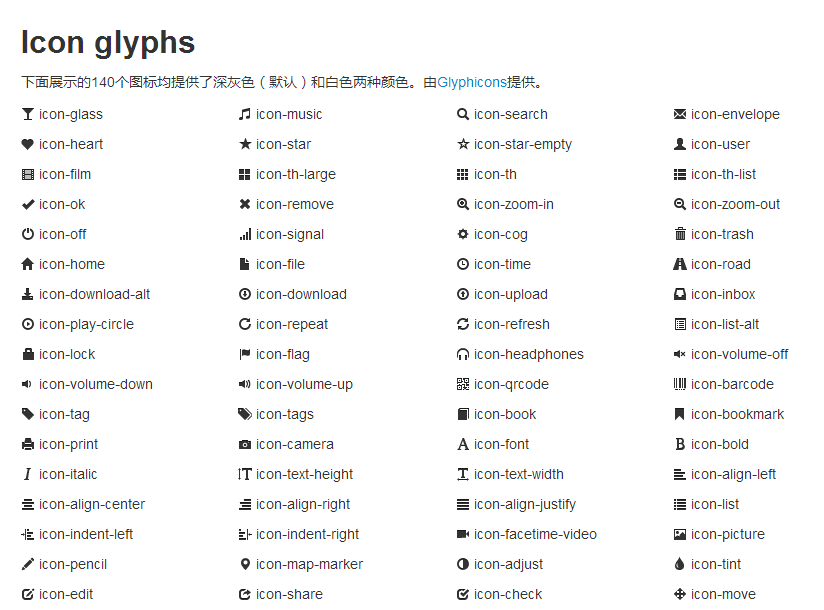 Icon glyphs
下面展示的140个图标均提供了深灰色（默认）和白色两种颜色。由Glyphicons提供。
icon-glass icon-music icon-search icon-envelope
icon-heart icon-star icon-star-empty icon-user
icon-film icon-th-large icon-th icon-th-list
icon-ok icon-remove icon-zoom-in icon-zoom-out
icon-off icon-signal icon-cog icon-trash
icon-home icon-file icon-time icon-road
icon-download-alt icon-download icon-upload icon-inbox
icon-play-circle icon-repeat icon-refresh icon-list-alt
icon-lock icon-flag icon-headphones icon-volume-off
icon-volume-down icon-volume-up icon-qrcode icon-barcode
icon-tag icon-tags icon-book icon-bookmark
icon-print icon-camera icon-font icon-bold
icon-italic icon-text-height icon-text-width icon-align-left
icon-align-center icon-align-right icon-align-justify icon-list
icon-indent-left icon-indent-right icon-facetime-video icon-picture
icon-pencil icon-map-marker icon-adjust icon-tint
icon-edit icon-share icon-check icon-move